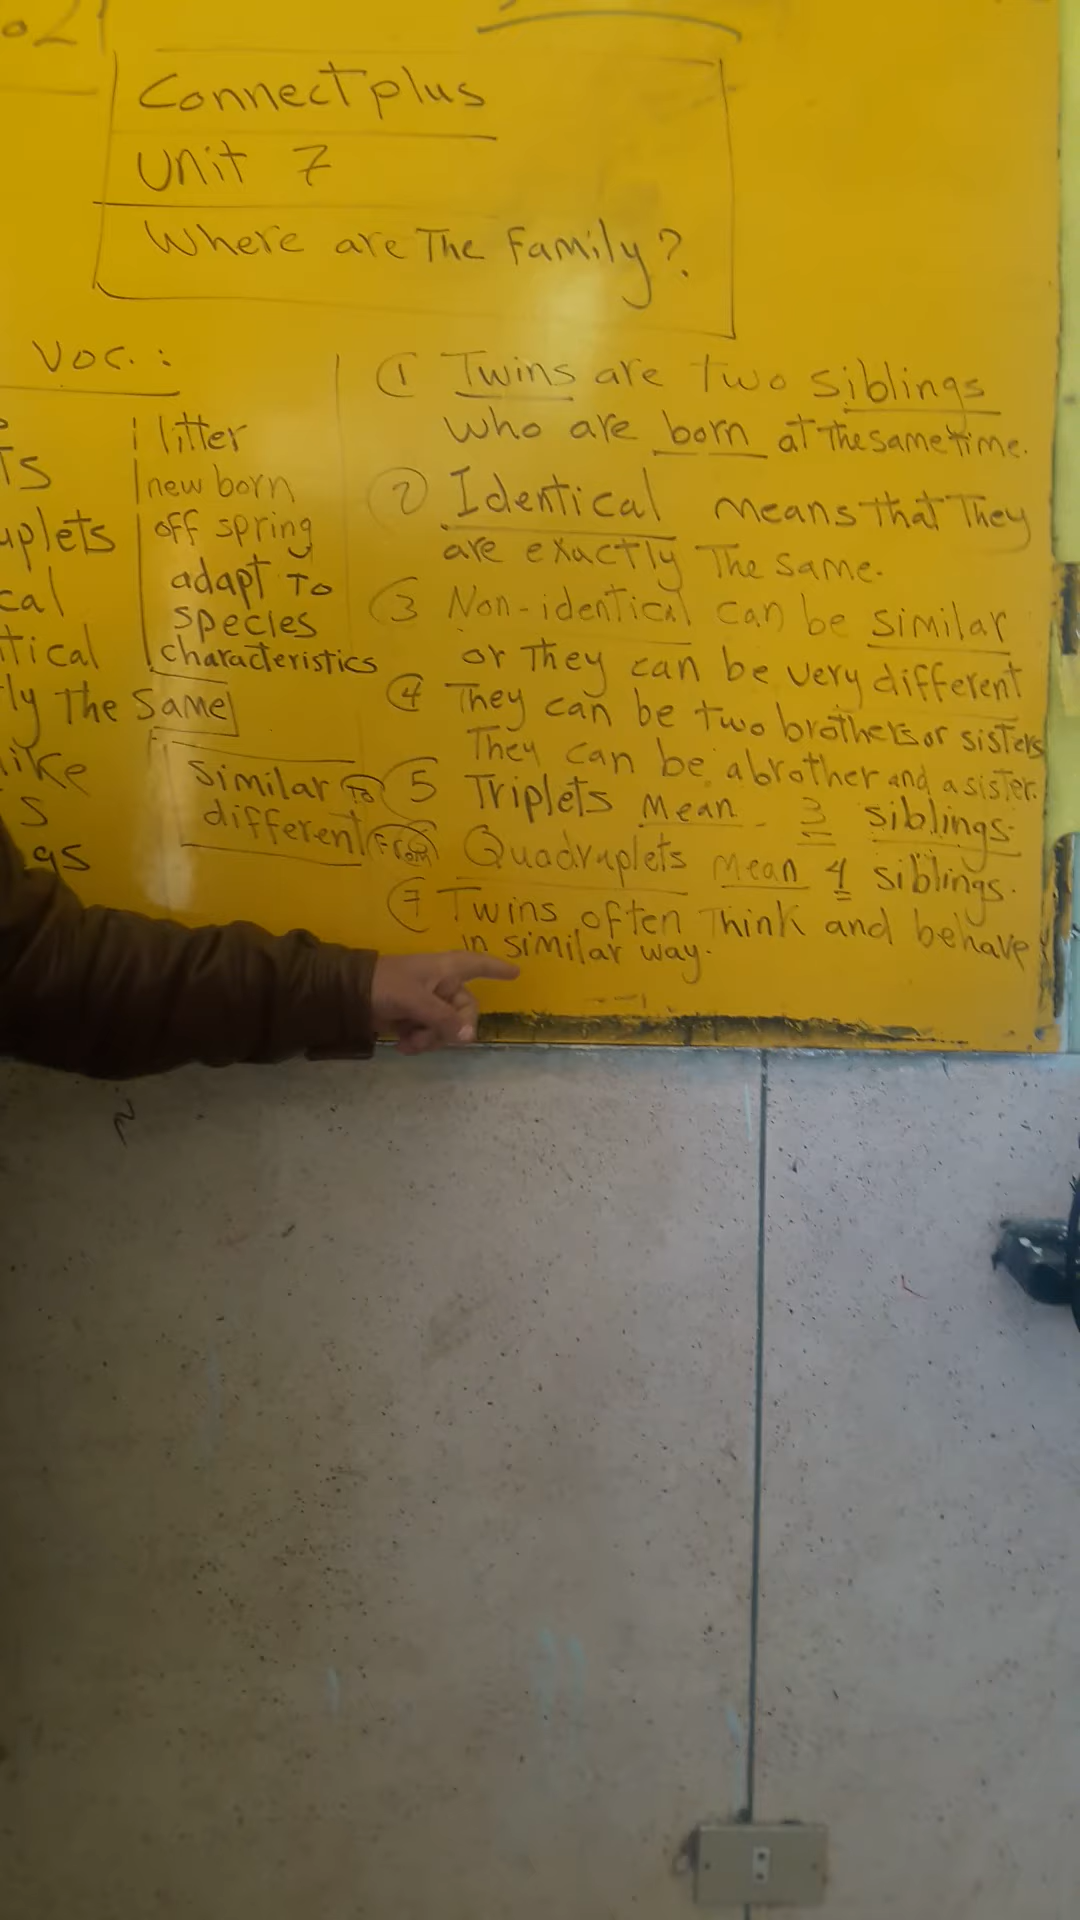 Connect plus
Unit 7
Where are The Family?
Voc. :
litter
new born
off spring
adapt To
species
characteristics
The Same
Similar To
different From
1 Twins are two siblings
who are born at the same time.
2 Identical means that They
are exactly The same.
3 Non-identical can be similar
or They can be very different
4 They can be two brothers or sisters
They can be a brother and a sister.
5 Triplets Mean 3 siblings.
Quadruplets mean 4 siblings.
7 Twins often Think and behave
in similar way.